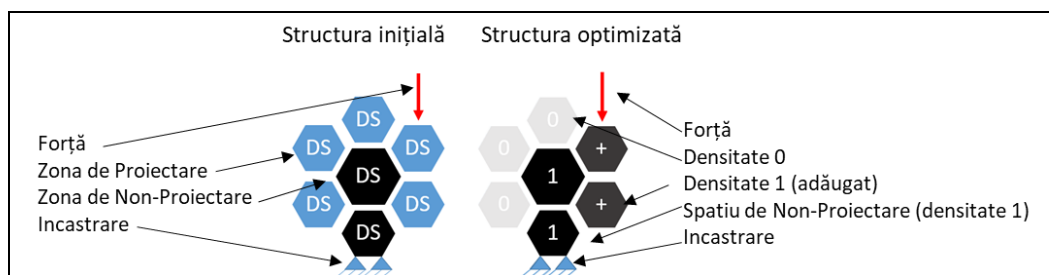 Structura inițială
Structura optimizată
Forță
Zona de Proiectare
Zona de Non-Proiectare
Incastrare
DS
DS
DS
DS
DS
DS
DS
0
0
+
1
0
+
1
Forță
Densitate 0
Densitate 1 (adăugat)
Spatiu de Non-Proiectare (densitate 1)
Incastrare